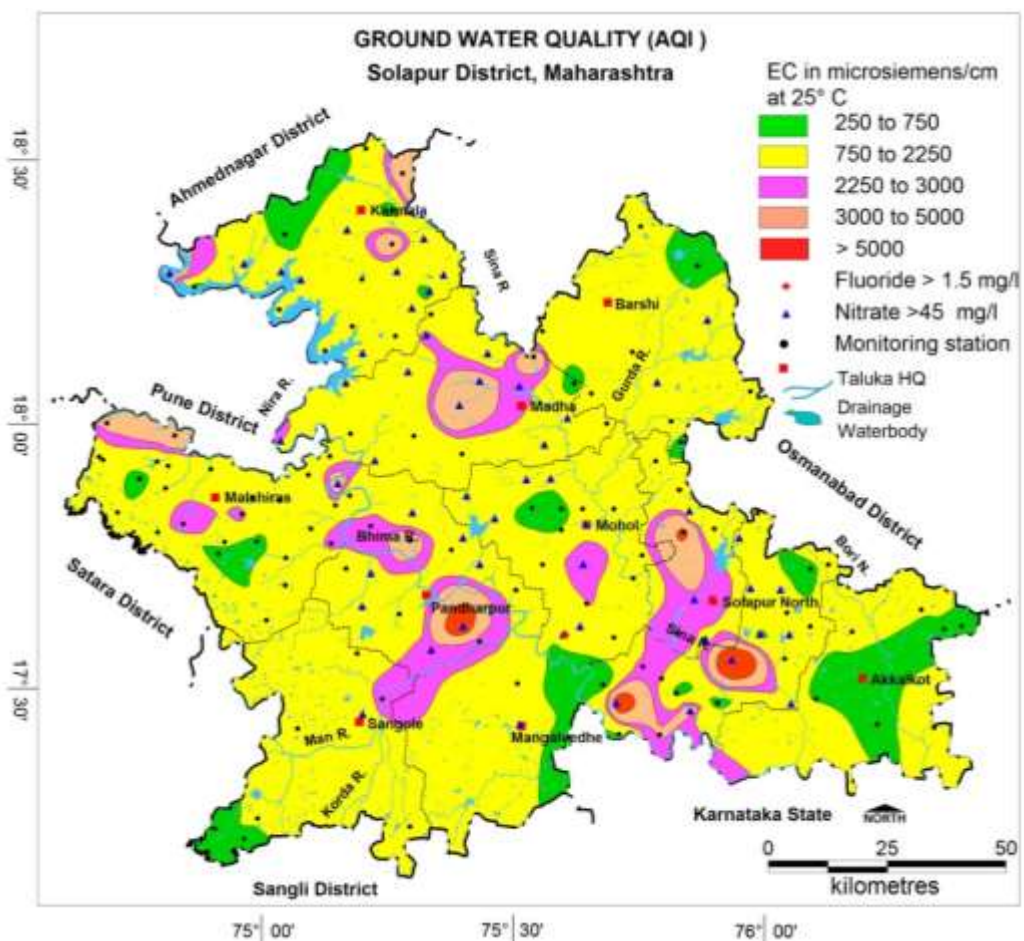 GROUND WATER QUALITY (AQI )
Solapur District, Maharashtra
EC in microsiemens/cm
at 25° C
250 to 750
750 to 2250
2250 to 3000
3000 to 5000
> 5000
Fluoride > 1.5 mg/l
Nitrate >45 mg/l
Monitoring station
Taluka HQ
Drainage
Waterbody
18° 30'
18° 00'
17° 30'
Ahmednagar District
Karmala
Sina R.
Barshi
Gurda R.
Pune District
Nira R.
Madha
Osmanabad District
Malshiras
Mohol
Bhima R.
Bori N.
Satara District
Pandharpur
Solapur North
Sina R.
Akkalkot
Sangole
Man R.
Mangalvedhe
Korda R.
Karnataka State
NORTH
Sangli District
0 25 50
kilometres
75° 00'
75° 30'
76° 00'